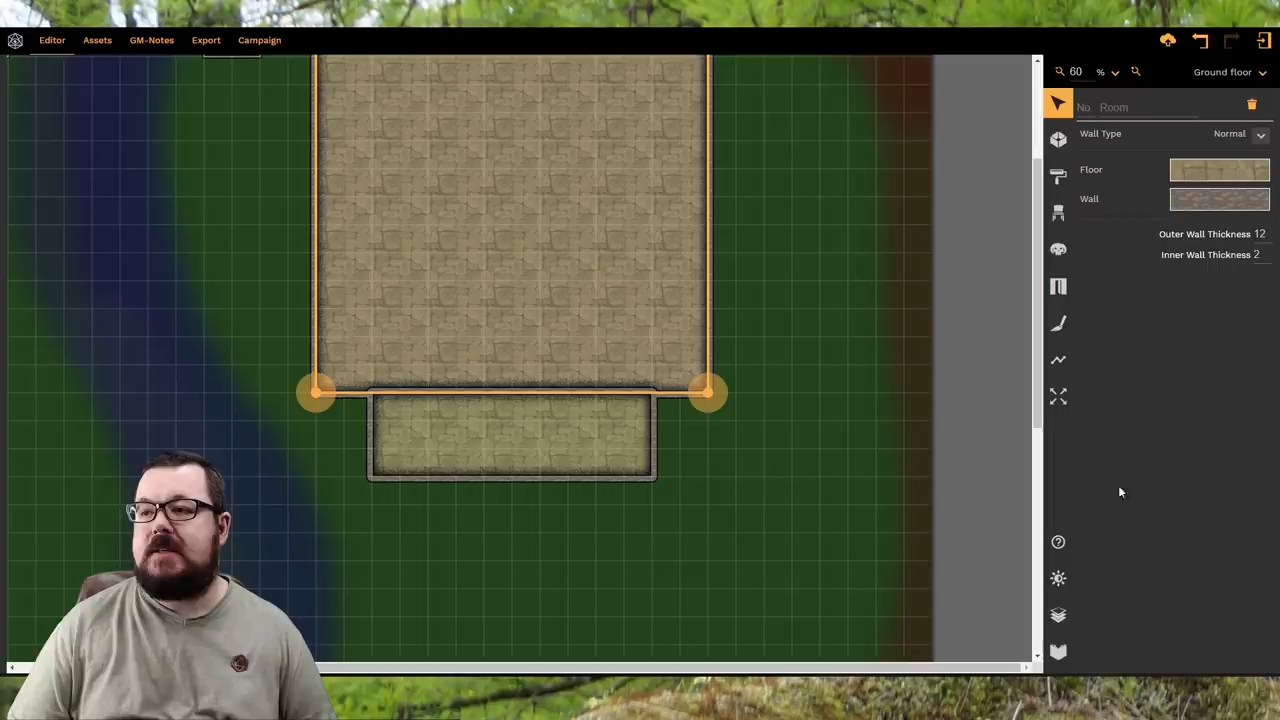 Editor Assets GM-Notes Export Campaign
60 % Ground floor
No Room
Wall Type Normal
Floor
Wall
Outer Wall Thickness 12
Inner Wall Thickness 2